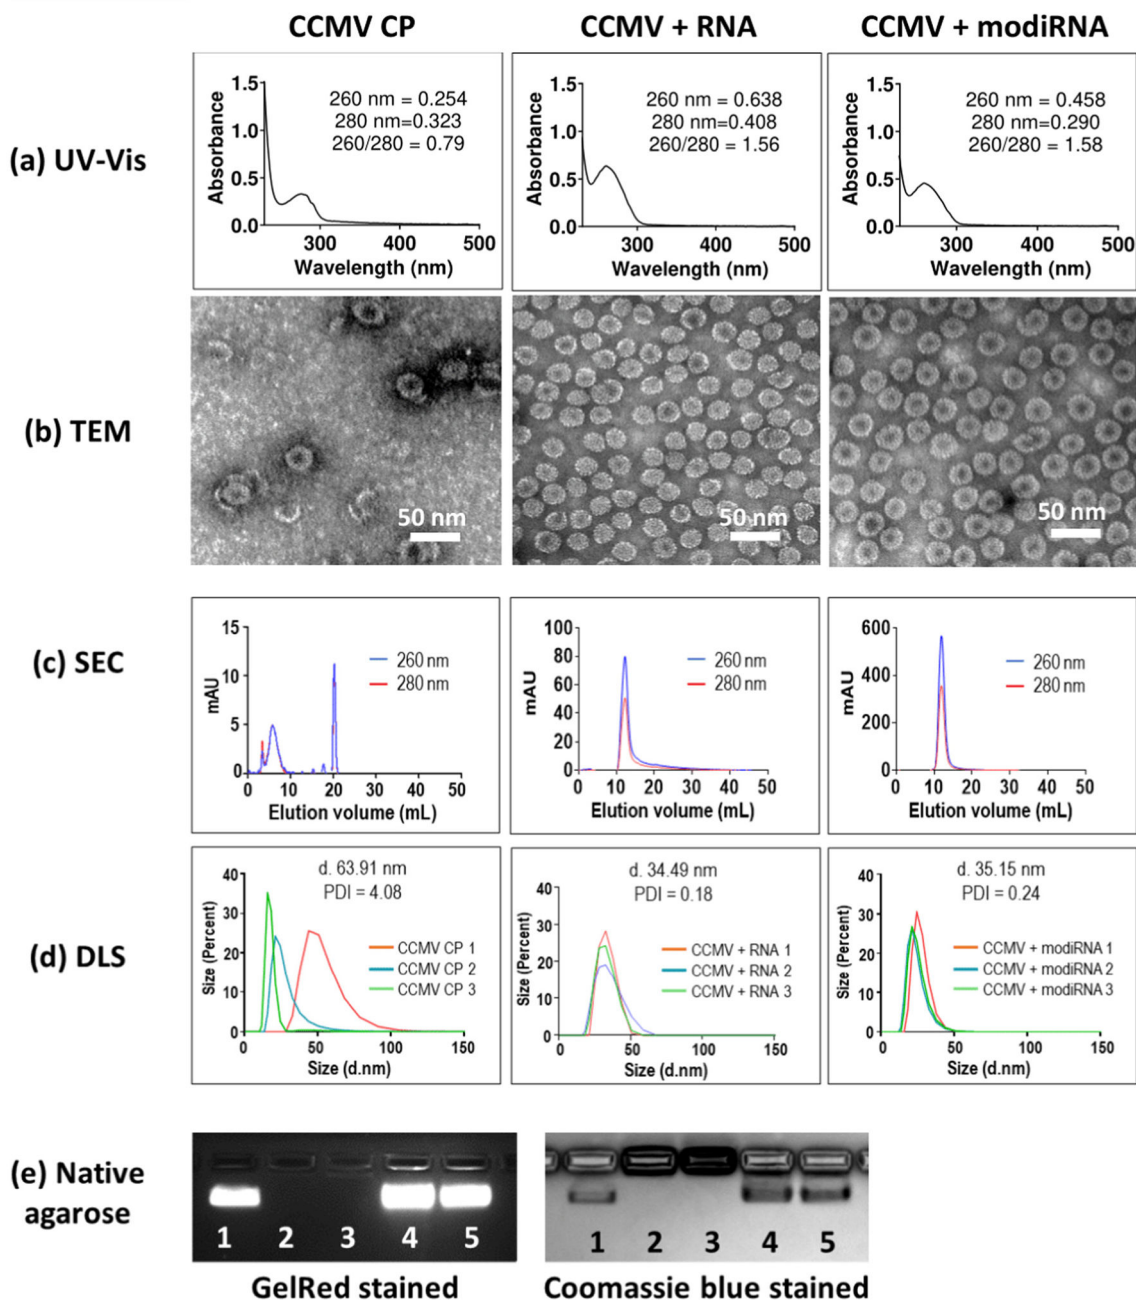 CCMV CP
CCMV + RNA
CCMV + modiRNA
(a) UV-Vis
Absorbance
1.5
1.0
0.5
0.0
260 nm = 0.254
280 nm=0.323
260/280 = 0.79
300
400
500
Wavelength (nm)
Absorbance
1.5
1.0
0.5
0.0
260 nm = 0.638
280 nm=0.408
260/280 = 1.56
300
400
500
Wavelength (nm)
Absorbance
1.5
1.0
0.5
0.0
260 nm = 0.458
280 nm=0.290
260/280 = 1.58
300
400
500
Wavelength (nm)
(b) TEM
50 nm
50 nm
50 nm
(c) SEC
mAU
15
10
5
0
260 nm
280 nm
0 10 20 30 40 50
Elution volume (mL)
mAU
100
80
60
40
20
0
260 nm
280 nm
0 10 20 30 40 50
Elution volume (mL)
mAU
600
400
200
0
260 nm
280 nm
0 10 20 30 40 50
Elution volume (mL)
(d) DLS
d. 63.91 nm
PDI = 4.08
Size (Percent)
40
30
20
10
0
CCMV CP 1
CCMV CP 2
CCMV CP 3
0 50 100 150
Size (d.nm)
d. 34.49 nm
PDI = 0.18
Size (Percent)
40
30
20
10
0
CCMV + RNA 1
CCMV + RNA 2
CCMV + RNA 3
0 50 100 150
Size (d.nm)
d. 35.15 nm
PDI = 0.24
Size (Percent)
40
30
20
10
0
CCMV + modiRNA 1
CCMV + modiRNA 2
CCMV + modiRNA 3
0 50 100 150
Size (d.nm)
(e) Native
agarose
1 2 3 4 5
GelRed stained
1 2 3 4 5
Coomassie blue stained